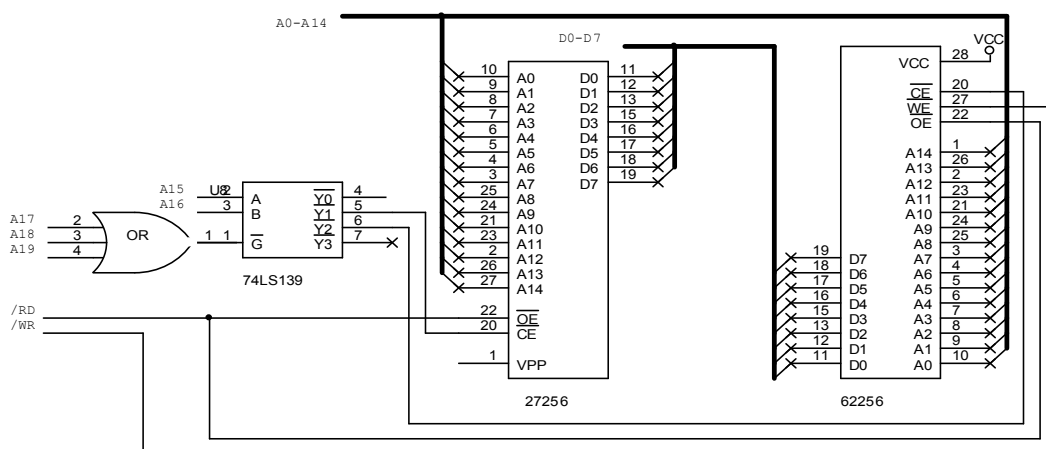 A0-A14
D0-D7
VCC
10 A0 D0 11
9 A1 D1 12
8 A2 D2 13
7 A3 D3 15
6 A4 D4 16
5 A5 D5 17
4 A6 D6 18
3 A7 D7 19
25 A8
24 A9
21 A10
23 A11
2 A12
26 A13
27 A14
22 OE
20 CE
1 VPP
27256
VCC 28
CE 20
WE 27
OE 22
A14 1
A13 26
A12 2
A11 23
A10 21
A9 24
A8 25
19 D7 A7 3
18 D6 A6 4
17 D5 A5 5
16 D4 A4 6
15 D3 A3 7
13 D2 A2 8
12 D1 A1 9
11 D0 A0 10
62256
A15 U8 2 A Y0 4
A16 3 B Y1 5
Y2 6
1 1 G Y3 7
74LS139
A17 2
A18 3 OR
A19 4
/RD
/WR